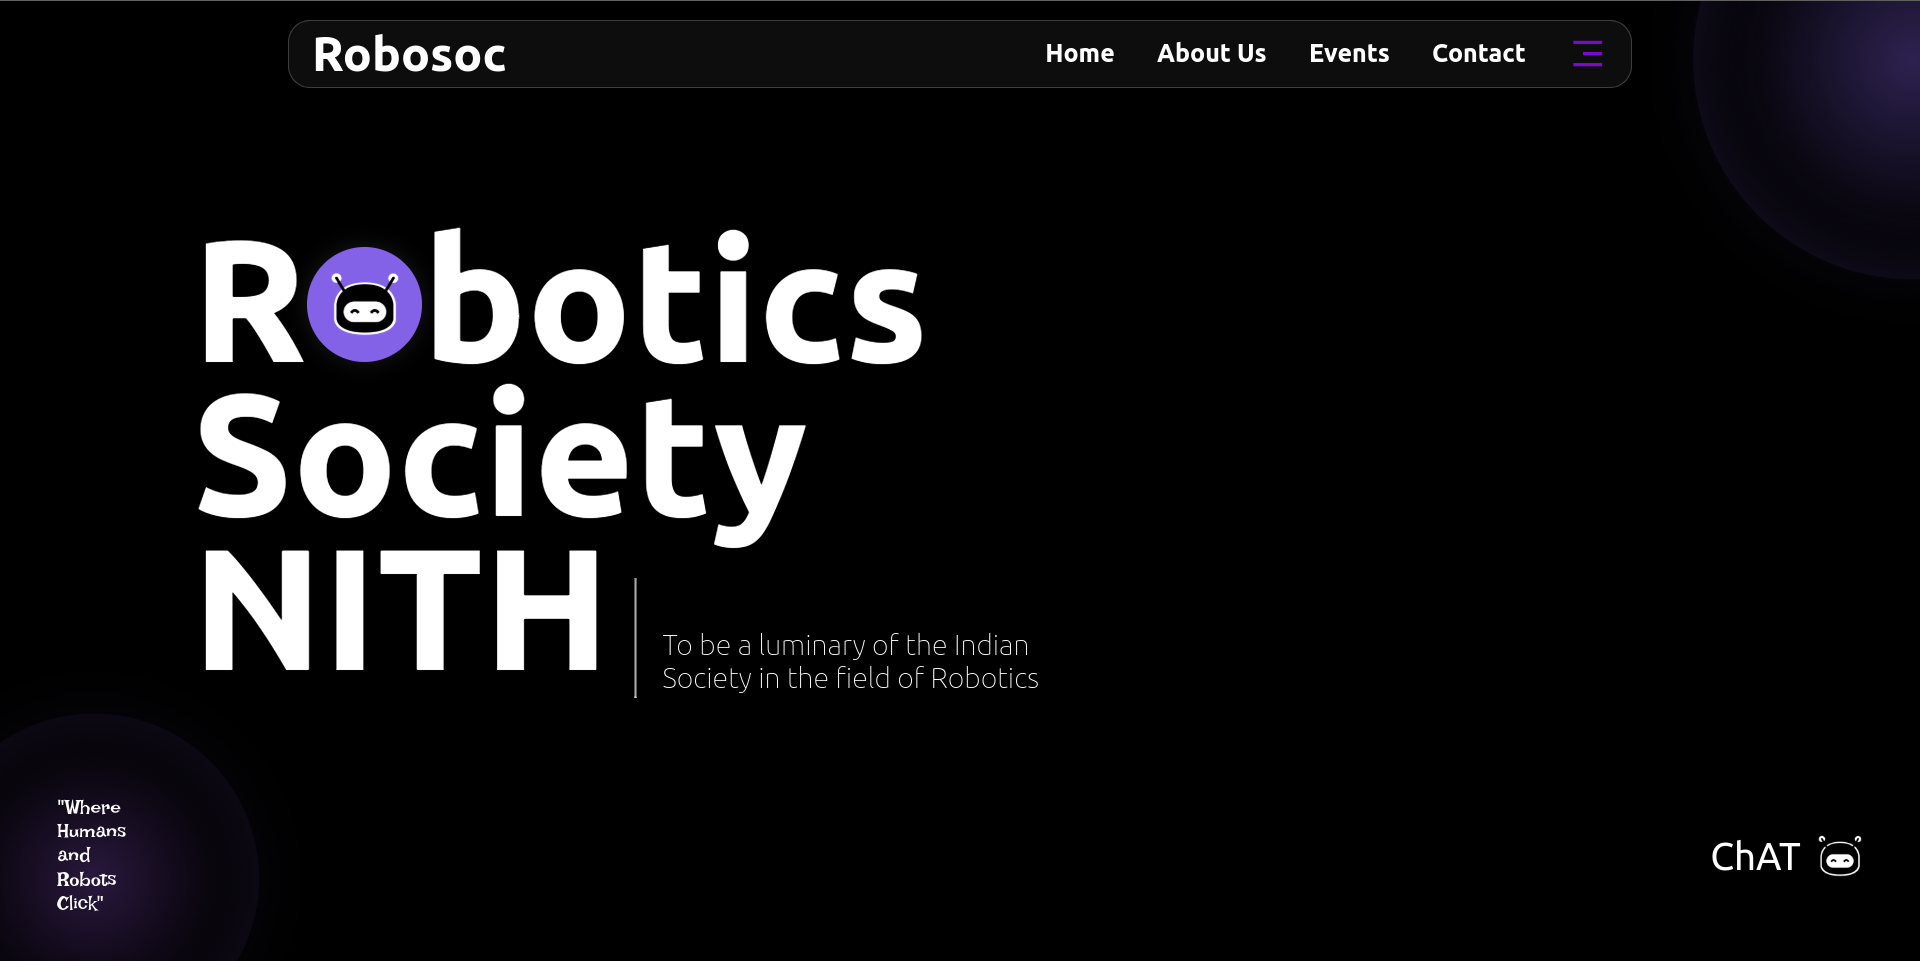 Robosoc
Home About Us Events Contact
Robotics
Society
NITH
To be a luminary of the Indian
Society in the field of Robotics
"Where
Humans
and
Robots
Click"
ChAT